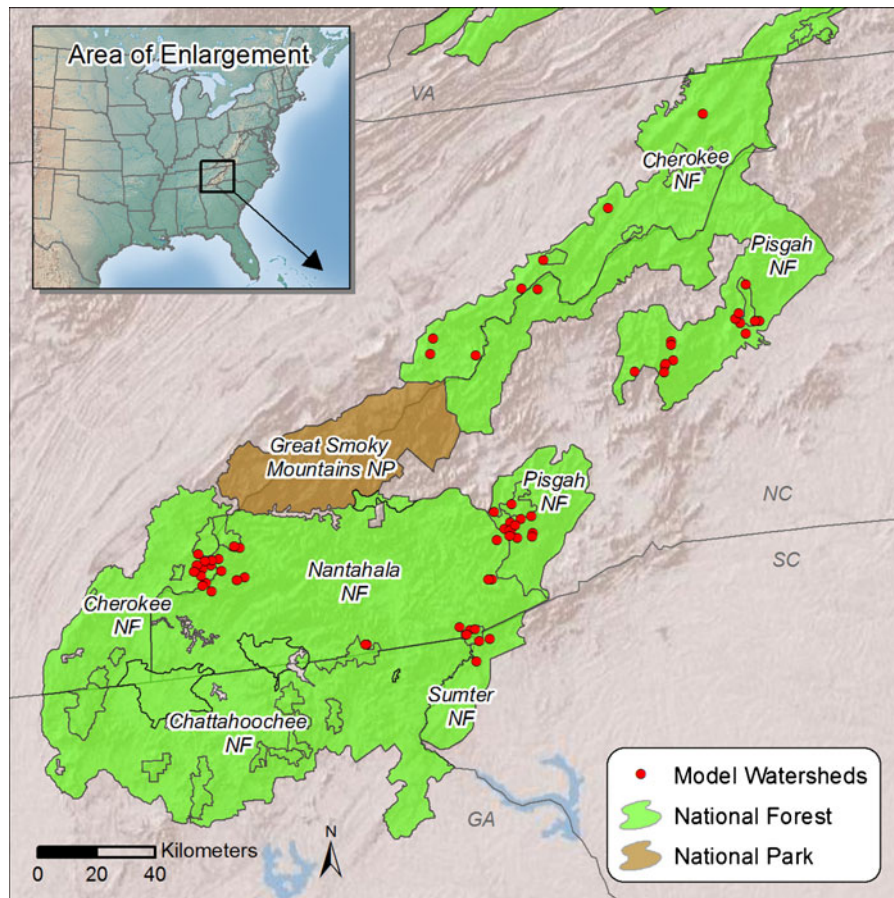 Area of Enlargement
VA
Cherokee
NF
Pisgah
NF
Great Smoky
Mountains NP
Pisgah
NF
NC
SC
Nantahala
NF
Cherokee
NF
Sumter
NF
Chattahoochee
NF
GA
Model Watersheds
National Forest
National Park
N
Kilometers
0 20 40